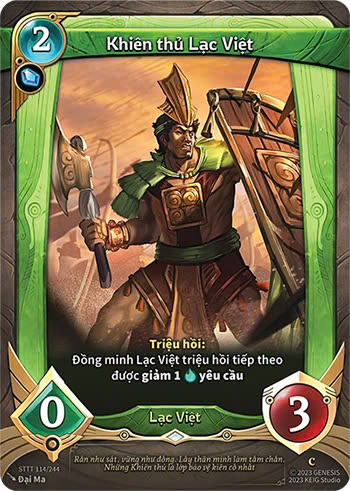 2
Khiên thủ Lạc Việt
Triệu hồi:
Đồng minh Lạc Việt triệu hồi tiếp theo
được giảm 1 yêu cầu
0
Lạc Việt
3
STTT 114/244
Đại Ma
Rắn như sắt, vững như đồng. Lấy thân mình làm tấm chắn.
Những Khiên thủ là lớp bảo vệ kiên cố nhất
C
© 2023 GENESIS
2023 KEIG Studio